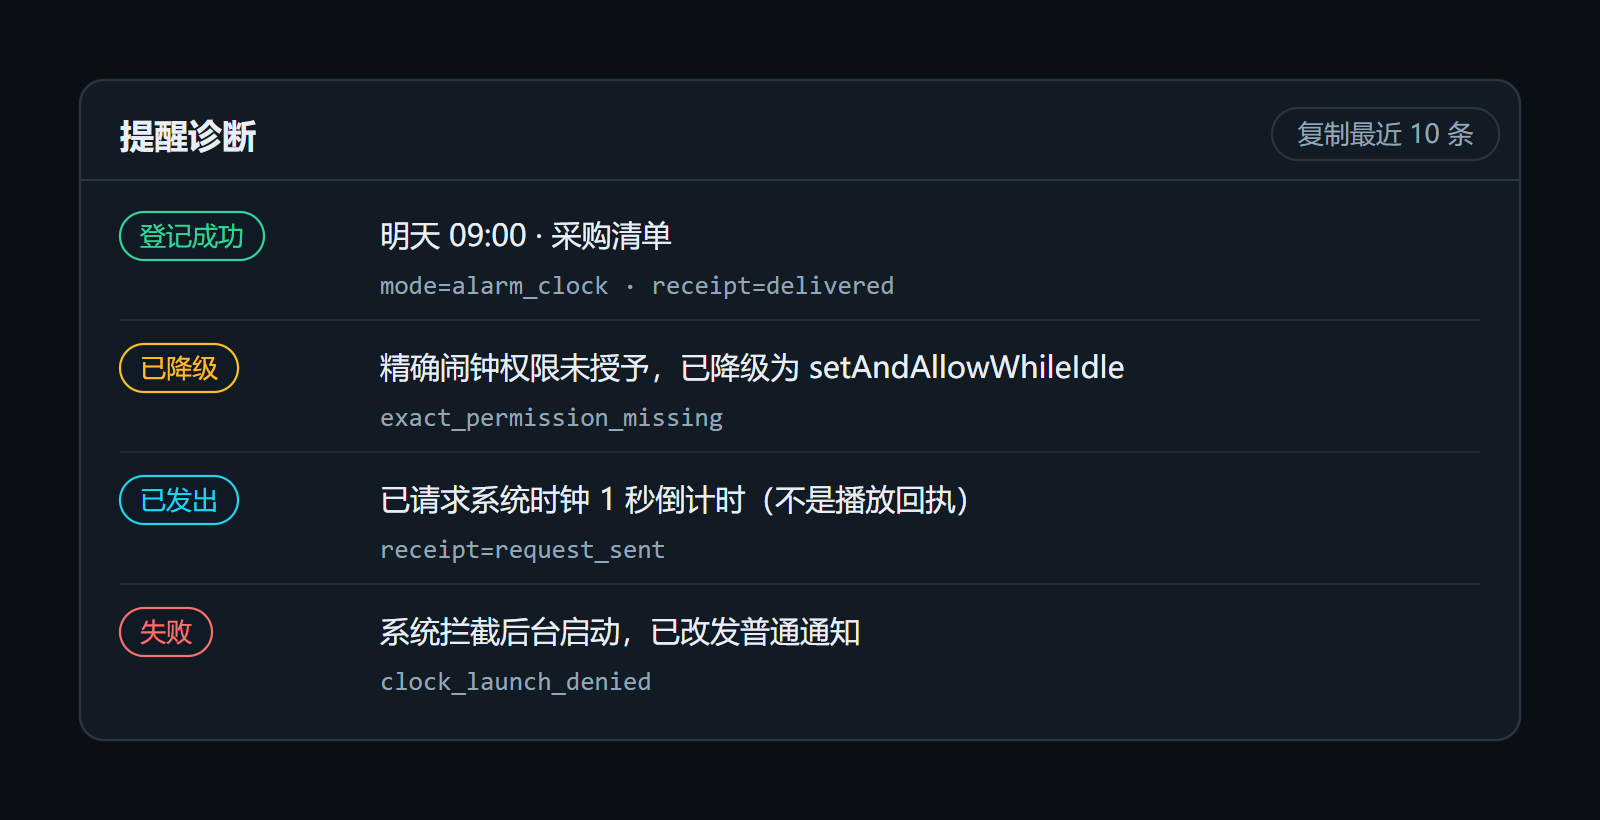 提醒诊断
复制最近 10 条
登记成功
明天 09:00 · 采购清单
mode=alarm_clock · receipt=delivered
已降级
精确闹钟权限未授予，已降级为 setAndAllowWhileIdle
exact_permission_missing
已发出
已请求系统时钟 1 秒倒计时（不是播放回执）
receipt=request_sent
失败
系统拦截后台启动，已改发普通通知
clock_launch_denied